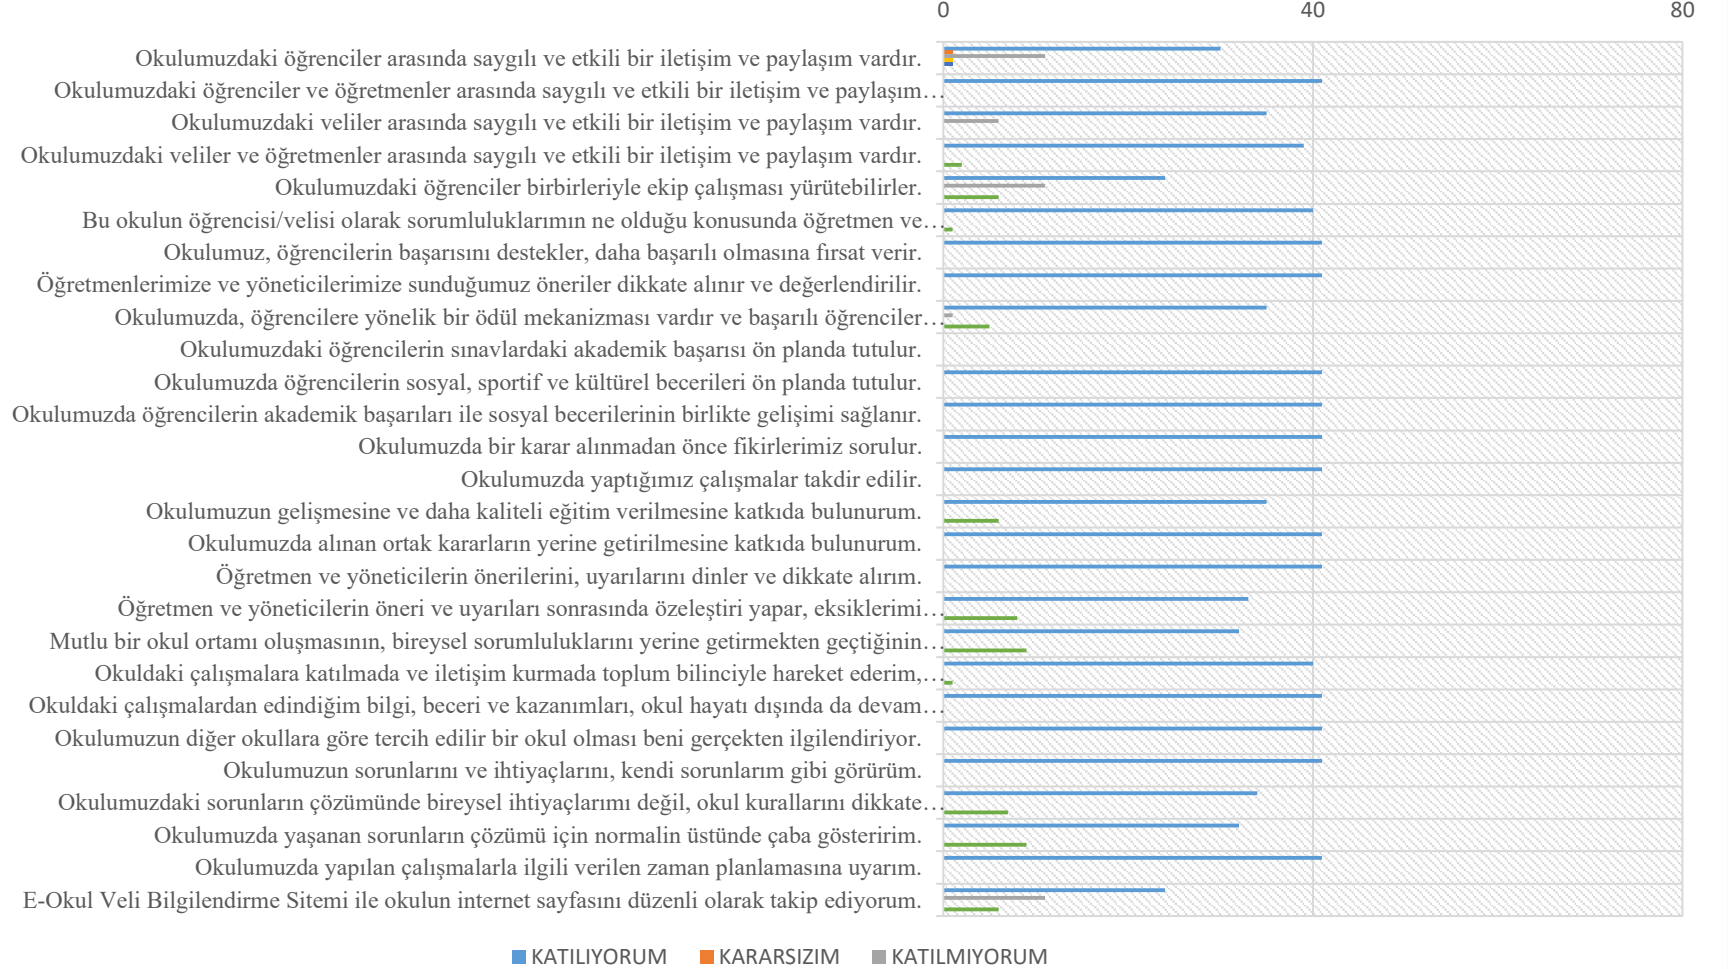 0 40 80
Okulumuzdaki öğrenciler arasında saygılı ve etkili bir iletişim ve paylaşım vardır.
Okulumuzdaki öğrenciler ve öğretmenler arasında saygılı ve etkili bir iletişim ve paylaşım…
Okulumuzdaki veliler arasında saygılı ve etkili bir iletişim ve paylaşım vardır.
Okulumuzdaki veliler ve öğretmenler arasında saygılı ve etkili bir iletişim ve paylaşım vardır.
Okulumuzdaki öğrenciler birbirleriyle ekip çalışması yürütebilirler.
Bu okulun öğrencisi/velisi olarak sorumluluklarımın ne olduğu konusunda öğretmen ve…
Okulumuz, öğrencilerin başarısını destekler, daha başarılı olmasına fırsat verir.
Öğretmenlerimize ve yöneticilerimize sunduğumuz öneriler dikkate alınır ve değerlendirilir.
Okulumuzda, öğrencilere yönelik bir ödül mekanizması vardır ve başarılı öğrenciler…
Okulumuzdaki öğrencilerin sınavlardaki akademik başarısı ön planda tutulur.
Okulumuzda öğrencilerin sosyal, sportif ve kültürel becerileri ön planda tutulur.
Okulumuzda öğrencilerin akademik başarıları ile sosyal becerilerinin birlikte gelişimi sağlanır.
Okulumuzda bir karar alınmadan önce fikirlerimiz sorulur.
Okulumuzda yaptığımız çalışmalar takdir edilir.
Okulumuzun gelişmesine ve daha kaliteli eğitim verilmesine katkıda bulunurum.
Okulumuzda alınan ortak kararların yerine getirilmesine katkıda bulunurum.
Öğretmen ve yöneticilerin önerilerini, uyarılarını dinler ve dikkate alırım.
Öğretmen ve yöneticilerin öneri ve uyarıları sonrasında özeleştiri yapar, eksiklerimi…
Mutlu bir okul ortamı oluşmasının, bireysel sorumluluklarını yerine getirmekten geçtiğinin…
Okuldaki çalışmalara katılmada ve iletişim kurmada toplum bilinciyle hareket ederim,…
Okuldaki çalışmalardan edindiğim bilgi, beceri ve kazanımları, okul hayatı dışında da devam…
Okulumuzun diğer okullara göre tercih edilir bir okul olması beni gerçekten ilgilendiriyor.
Okulumuzun sorunlarını ve ihtiyaçlarını, kendi sorunlarım gibi görürüm.
Okulumuzdaki sorunların çözümünde bireysel ihtiyaçlarımı değil, okul kurallarını dikkate…
Okulumuzda yaşanan sorunların çözümü için normalin üstünde çaba gösteririm.
Okulumuzda yapılan çalışmalarla ilgili verilen zaman planlamasına uyarım.
E-Okul Veli Bilgilendirme Sitemi ile okulun internet sayfasını düzenli olarak takip ediyorum.
KATILIYORUM KARARSIZIM KATILMIYORUM